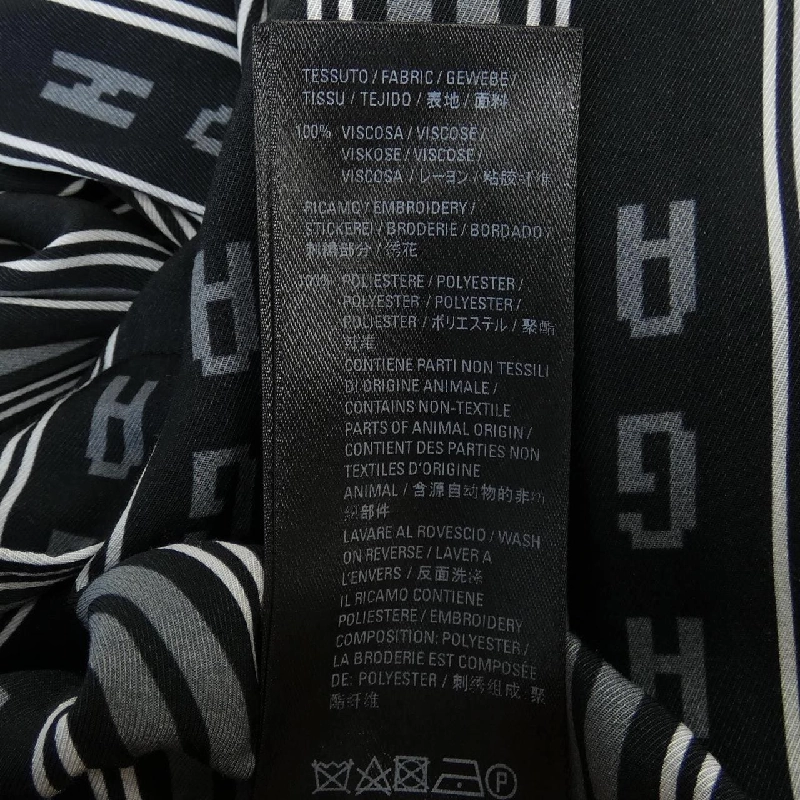 TESSUTO / FABRIC / GEWEBE /
TISSU / TEJIDO / 表地 / 面料
100% VISCOSA / VISCOSE /
VISKOSE / VISCOSE /
VISCOSA / レーヨン / 粘胶纤维
RICAMO / EMBROIDERY /
STICKEREI / BRODERIE / BORDADO /
刺繍部分 / 绣花
100% POLIESTERE / POLYESTER /
POLYESTER / POLYESTER /
POLIESTER / ポリエステル / 聚酯
纤维
CONTIENE PARTI NON TESSILI
DI ORIGINE ANIMALE /
CONTAINS NON-TEXTILE
PARTS OF ANIMAL ORIGIN /
CONTIENT DES PARTIES NON
TEXTILES D'ORIGINE
ANIMAL / 含源自动物的非纺
织部件
LAVARE AL ROVESCIO / WASH
ON REVERSE / LAVER A
L'ENVERS / 反面洗涤
IL RICAMO CONTIENE
POLIESTERE / EMBROIDERY
COMPOSITION: POLYESTER /
LA BRODERIE EST COMPOSÉE
DE: POLYESTER / 刺绣组成 聚
酯纤维
P